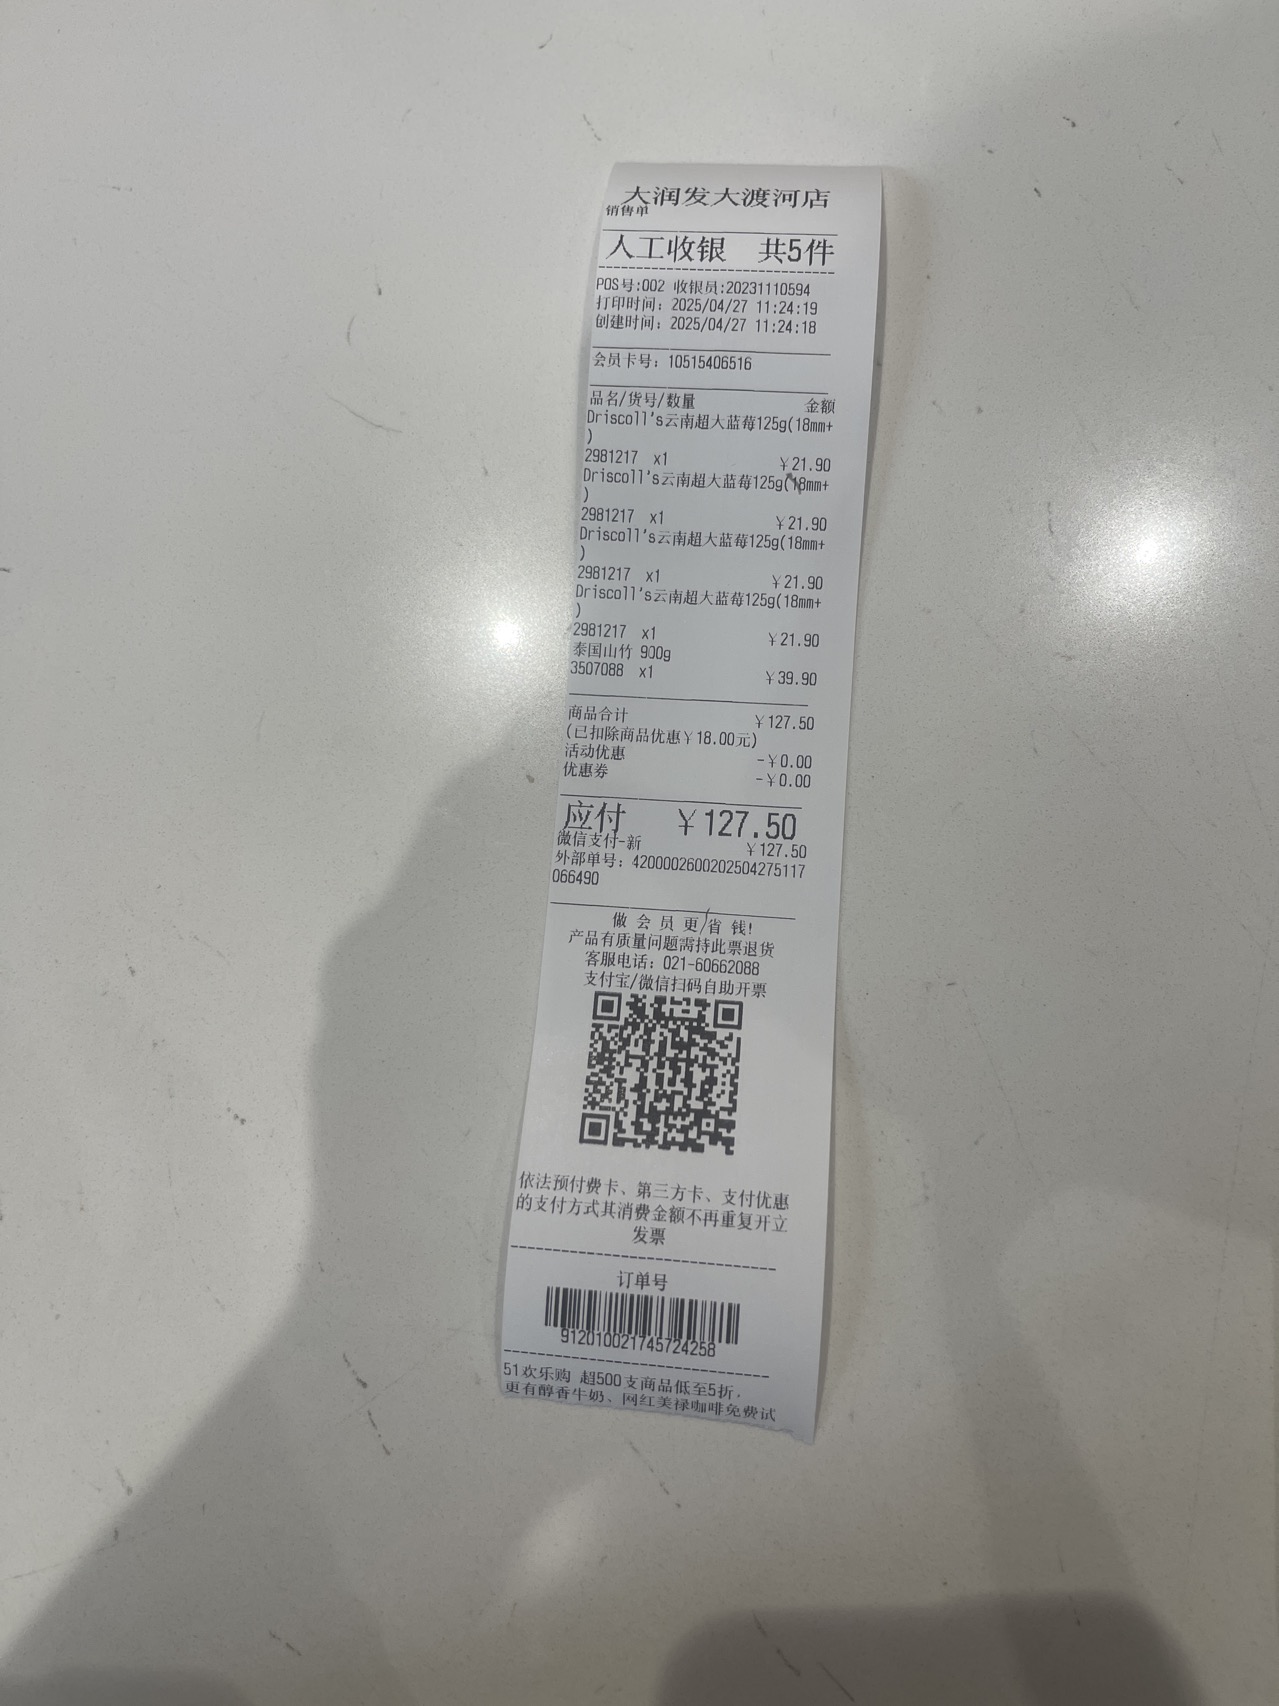 大润发大渡河店
销售单
人工收银 共5件
POS号:002 收银员:20231110594
打印时间: 2025/04/27 11:24:19
创建时间: 2025/04/27 11:24:18
会员卡号: 10515406516
品名/货号/数量 金额
Driscoll's云南超大蓝莓125g(18mm+
)
2981217 x1 ¥21.90
Driscoll's云南超大蓝莓125g(18mm+
)
2981217 x1 ¥21.90
Driscoll's云南超大蓝莓125g(18mm+
)
2981217 x1 ¥21.90
Driscoll's云南超大蓝莓125g(18mm+
)
2981217 x1 ¥21.90
泰国山竹 900g
3507088 x1 ¥39.90
商品合计 ¥127.50
(已扣除商品优惠¥18.00元)
活动优惠 -¥0.00
优惠券 -¥0.00
应付 ¥127.50
微信支付-新 ¥127.50
外部单号: 4200002600202504275117
066490
做 会 员 更 省 钱!
产品有质量问题需持此票退货
客服电话: 021-60662088
支付宝/微信扫码自助开票
依法预付费卡、第三方卡、支付优惠
的支付方式其消费金额不再重复开立
发票
订单号
912010021745724258
51欢乐购 超500支商品低至5折，
更有醇香牛奶、网红美禄咖啡免费试